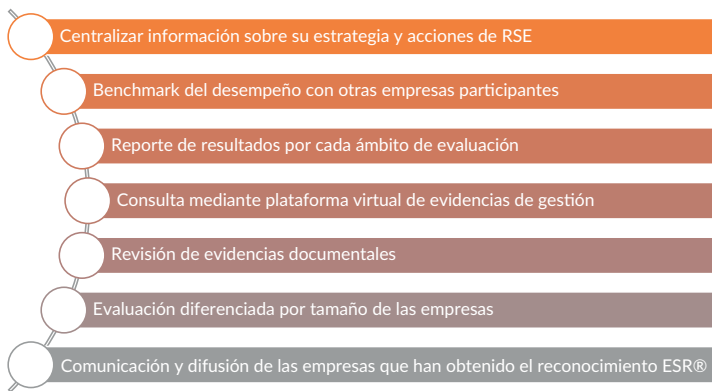 Centralizar información sobre su estrategia y acciones de RSE
Benchmark del desempeño con otras empresas participantes
Reporte de resultados por cada ámbito de evaluación
Consulta mediante plataforma virtual de evidencias de gestión
Revisión de evidencias documentales
Evaluación diferenciada por tamaño de las empresas
Comunicación y difusión de las empresas que han obtenido el reconocimiento ESR®